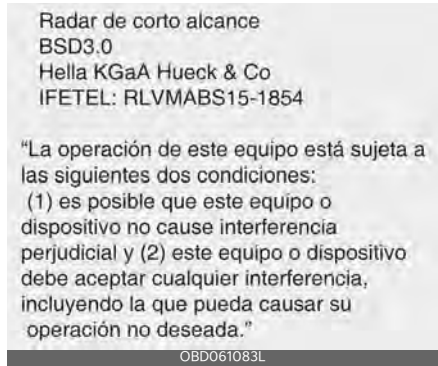 Radar de corto alcance
BSD3.0
Hella KGaA Hueck & Co
IFETEL: RLVMABS15-1854
“La operación de este equipo está sujeta a
las siguientes dos condiciones:
(1) es posible que este equipo o
dispositivo no cause interferencia
perjudicial y (2) este equipo o dispositivo
debe aceptar cualquier interferencia,
incluyendo la que pueda causar su
operación no deseada.”
OBD061083L